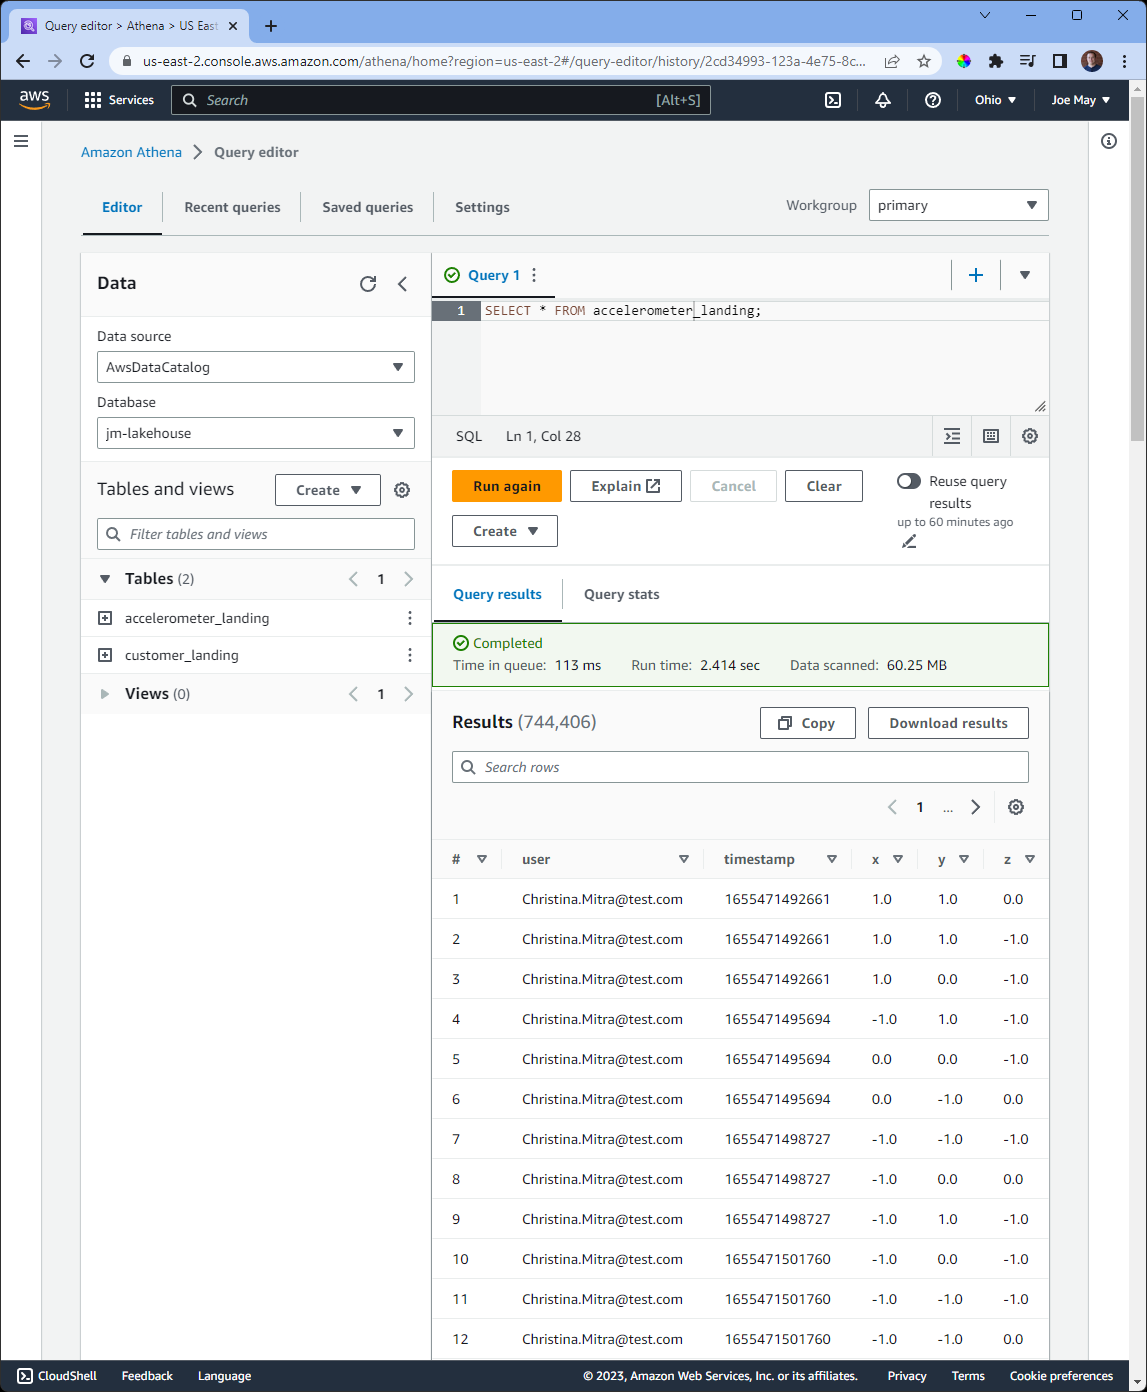 Query editor > Athena > US East
us-east-2.console.aws.amazon.com/athena/home?region=us-east-2#/query-editor/history/2cd34993-123a-4e75-8c...
aws Services Search [Alt+S] Ohio Joe May
Amazon Athena Query editor
Editor Recent queries Saved queries Settings Workgroup primary
Data
Data source
AwsDataCatalog
Database
jm-lakehouse
Tables and views Create
Filter tables and views
Tables (2) 1
accelerometer_landing
customer_landing
Views (0) 1
Query 1
1 SELECT * FROM accelerometer_landing;
SQL Ln 1, Col 28
Run again Explain Cancel Clear Reuse query results
up to 60 minutes ago
Create
Query results Query stats
Completed
Time in queue: 113 ms Run time: 2.414 sec Data scanned: 60.25 MB
Results (744,406) Copy Download results
Search rows
1 ...
# user timestamp x y z
1 Christina.Mitra@test.com 1655471492661 1.0 1.0 0.0
2 Christina.Mitra@test.com 1655471492661 1.0 1.0 -1.0
3 Christina.Mitra@test.com 1655471492661 1.0 0.0 -1.0
4 Christina.Mitra@test.com 1655471495694 -1.0 1.0 -1.0
5 Christina.Mitra@test.com 1655471495694 0.0 0.0 -1.0
6 Christina.Mitra@test.com 1655471495694 0.0 -1.0 0.0
7 Christina.Mitra@test.com 1655471498727 -1.0 -1.0 -1.0
8 Christina.Mitra@test.com 1655471498727 -1.0 0.0 0.0
9 Christina.Mitra@test.com 1655471498727 -1.0 1.0 -1.0
10 Christina.Mitra@test.com 1655471501760 -1.0 0.0 -1.0
11 Christina.Mitra@test.com 1655471501760 -1.0 -1.0 -1.0
12 Christina.Mitra@test.com 1655471501760 -1.0 -1.0 0.0
CloudShell Feedback Language © 2023, Amazon Web Services, Inc. or its affiliates. Privacy Terms Cookie preferences